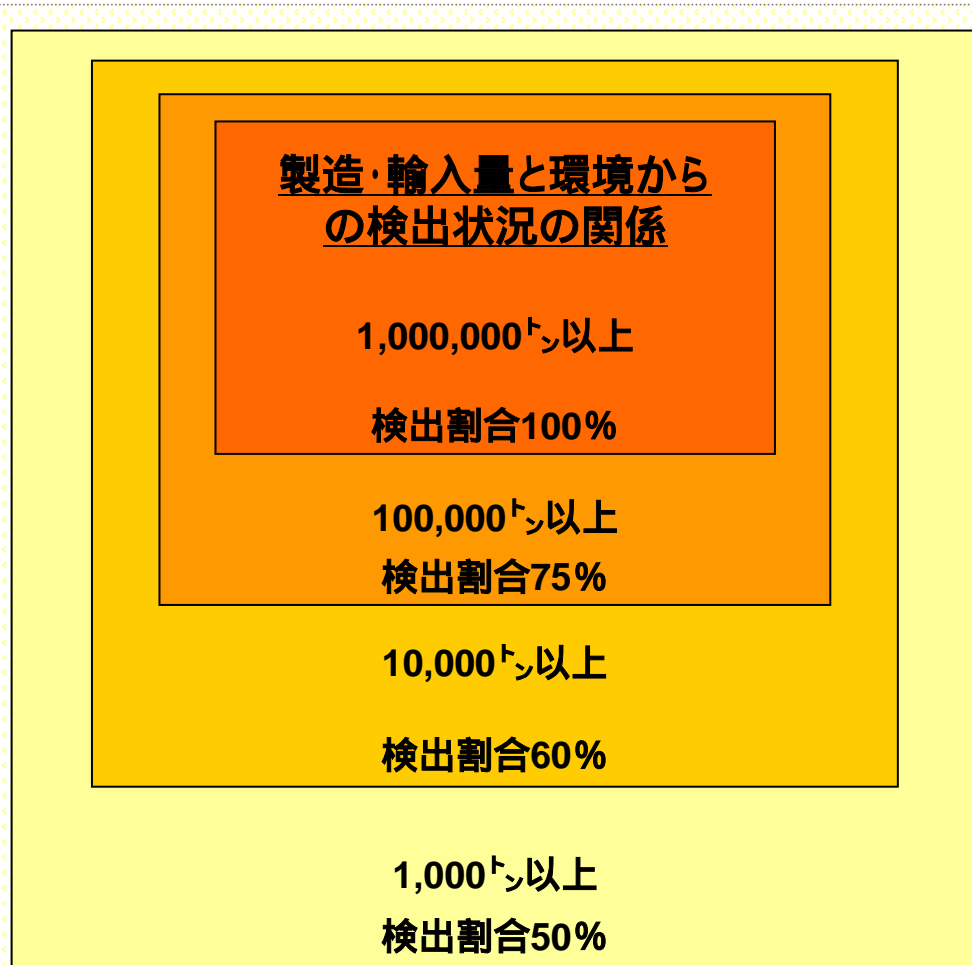 製造･輸入量と環境から
の検出状況の関係
1,000,000㌧以上
検出割合100%
100,000㌧以上
検出割合75%
10,000㌧以上
検出割合60%
1,000㌧以上
検出割合50%